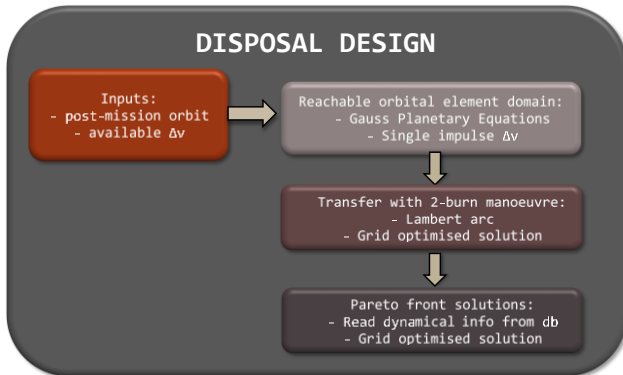 DISPOSAL DESIGN
Inputs:
- post-mission orbit
- available Δv
Reachable orbital element domain:
- Gauss Planetary Equations
- Single impulse Δv
Transfer with 2-burn manoeuvre:
- Lambert arc
- Grid optimised solution
Pareto front solutions:
- Read dynamical info from db
- Grid optimised solution